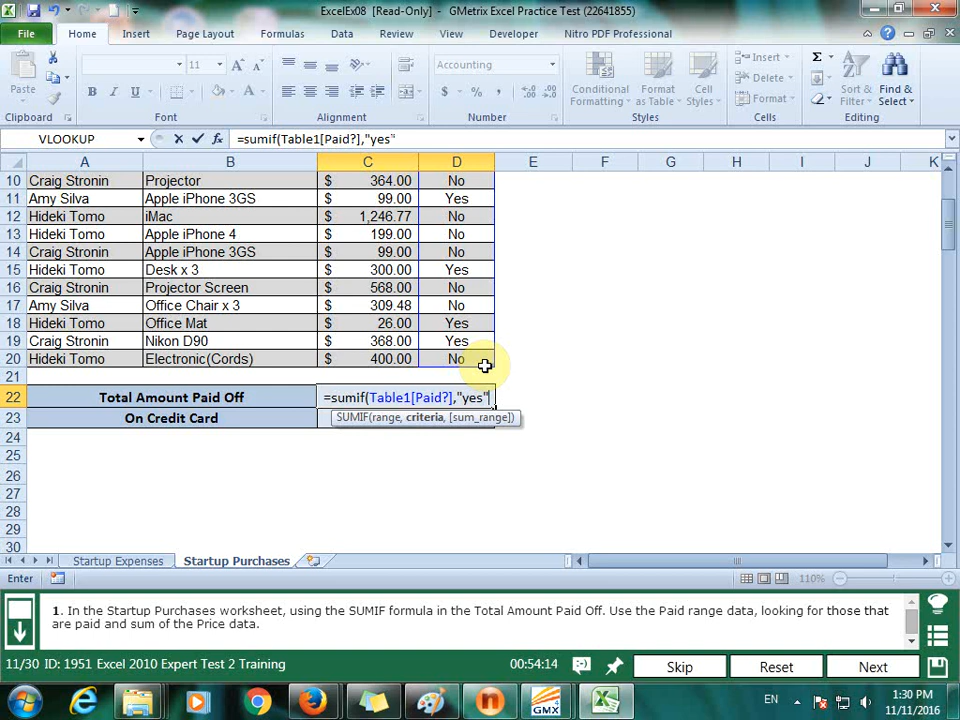 ExcelEx08 [Read-Only] - GMetrix Excel Practice Test (22641855)
File Home Insert Page Layout Formulas Data Review View Developer Nitro PDF Professional
Paste 11 Accounting Conditional Formatting Format as Table Cell Styles Insert Delete Format Sort & Filter Find & Select
Clipboard Font Alignment Number Styles Cells Editing
VLOOKUP =sumif(Table1[Paid?],"yes"
A B C D E F G H I J K
10 Craig Stronin Projector $ 364.00 No
11 Amy Silva Apple iPhone 3GS $ 99.00 Yes
12 Hideki Tomo iMac $ 1,246.77 No
13 Hideki Tomo Apple iPhone 4 $ 199.00 No
14 Craig Stronin Apple iPhone 3GS $ 99.00 No
15 Hideki Tomo Desk x 3 $ 300.00 Yes
16 Craig Stronin Projector Screen $ 568.00 No
17 Amy Silva Office Chair x 3 $ 309.48 No
18 Hideki Tomo Office Mat $ 26.00 Yes
19 Craig Stronin Nikon D90 $ 368.00 Yes
20 Hideki Tomo Electronic(Cords) $ 400.00 No
21
22 Total Amount Paid Off =sumif(Table1[Paid?],"yes"
23 On Credit Card SUMIF(range, criteria, [sum_range])
24
25
26
27
28
29
30
Startup Expenses Startup Purchases
Enter 110%
1. In the Startup Purchases worksheet, using the SUMIF formula in the Total Amount Paid Off. Use the Paid range data, looking for those that
are paid and sum of the Price data.
11/30 ID: 1951 Excel 2010 Expert Test 2 Training 00:54:14 Skip Reset Next
EN 1:30 PM
11/11/2016